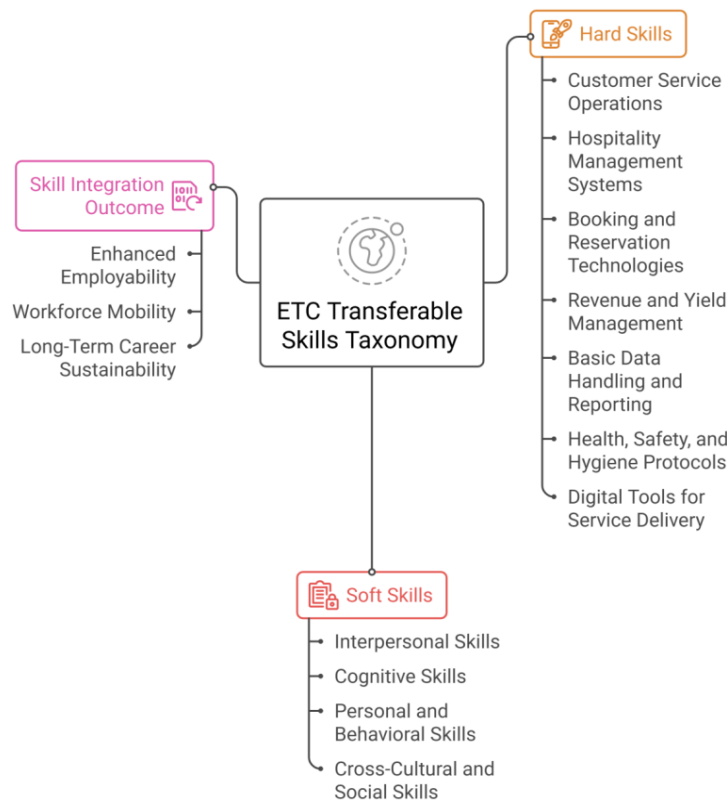 Hard Skills
Customer Service
Operations
Hospitality
Management
Systems
Booking and
Reservation
Technologies
Revenue and Yield
Management
Basic Data
Handling and
Reporting
Health, Safety, and
Hygiene Protocols
Digital Tools for
Service Delivery
Skill Integration
Outcome
Enhanced
Employability
Workforce Mobility
Long-Term Career
Sustainability
ETC Transferable
Skills Taxonomy
Soft Skills
Interpersonal Skills
Cognitive Skills
Personal and
Behavioral Skills
Cross-Cultural and
Social Skills